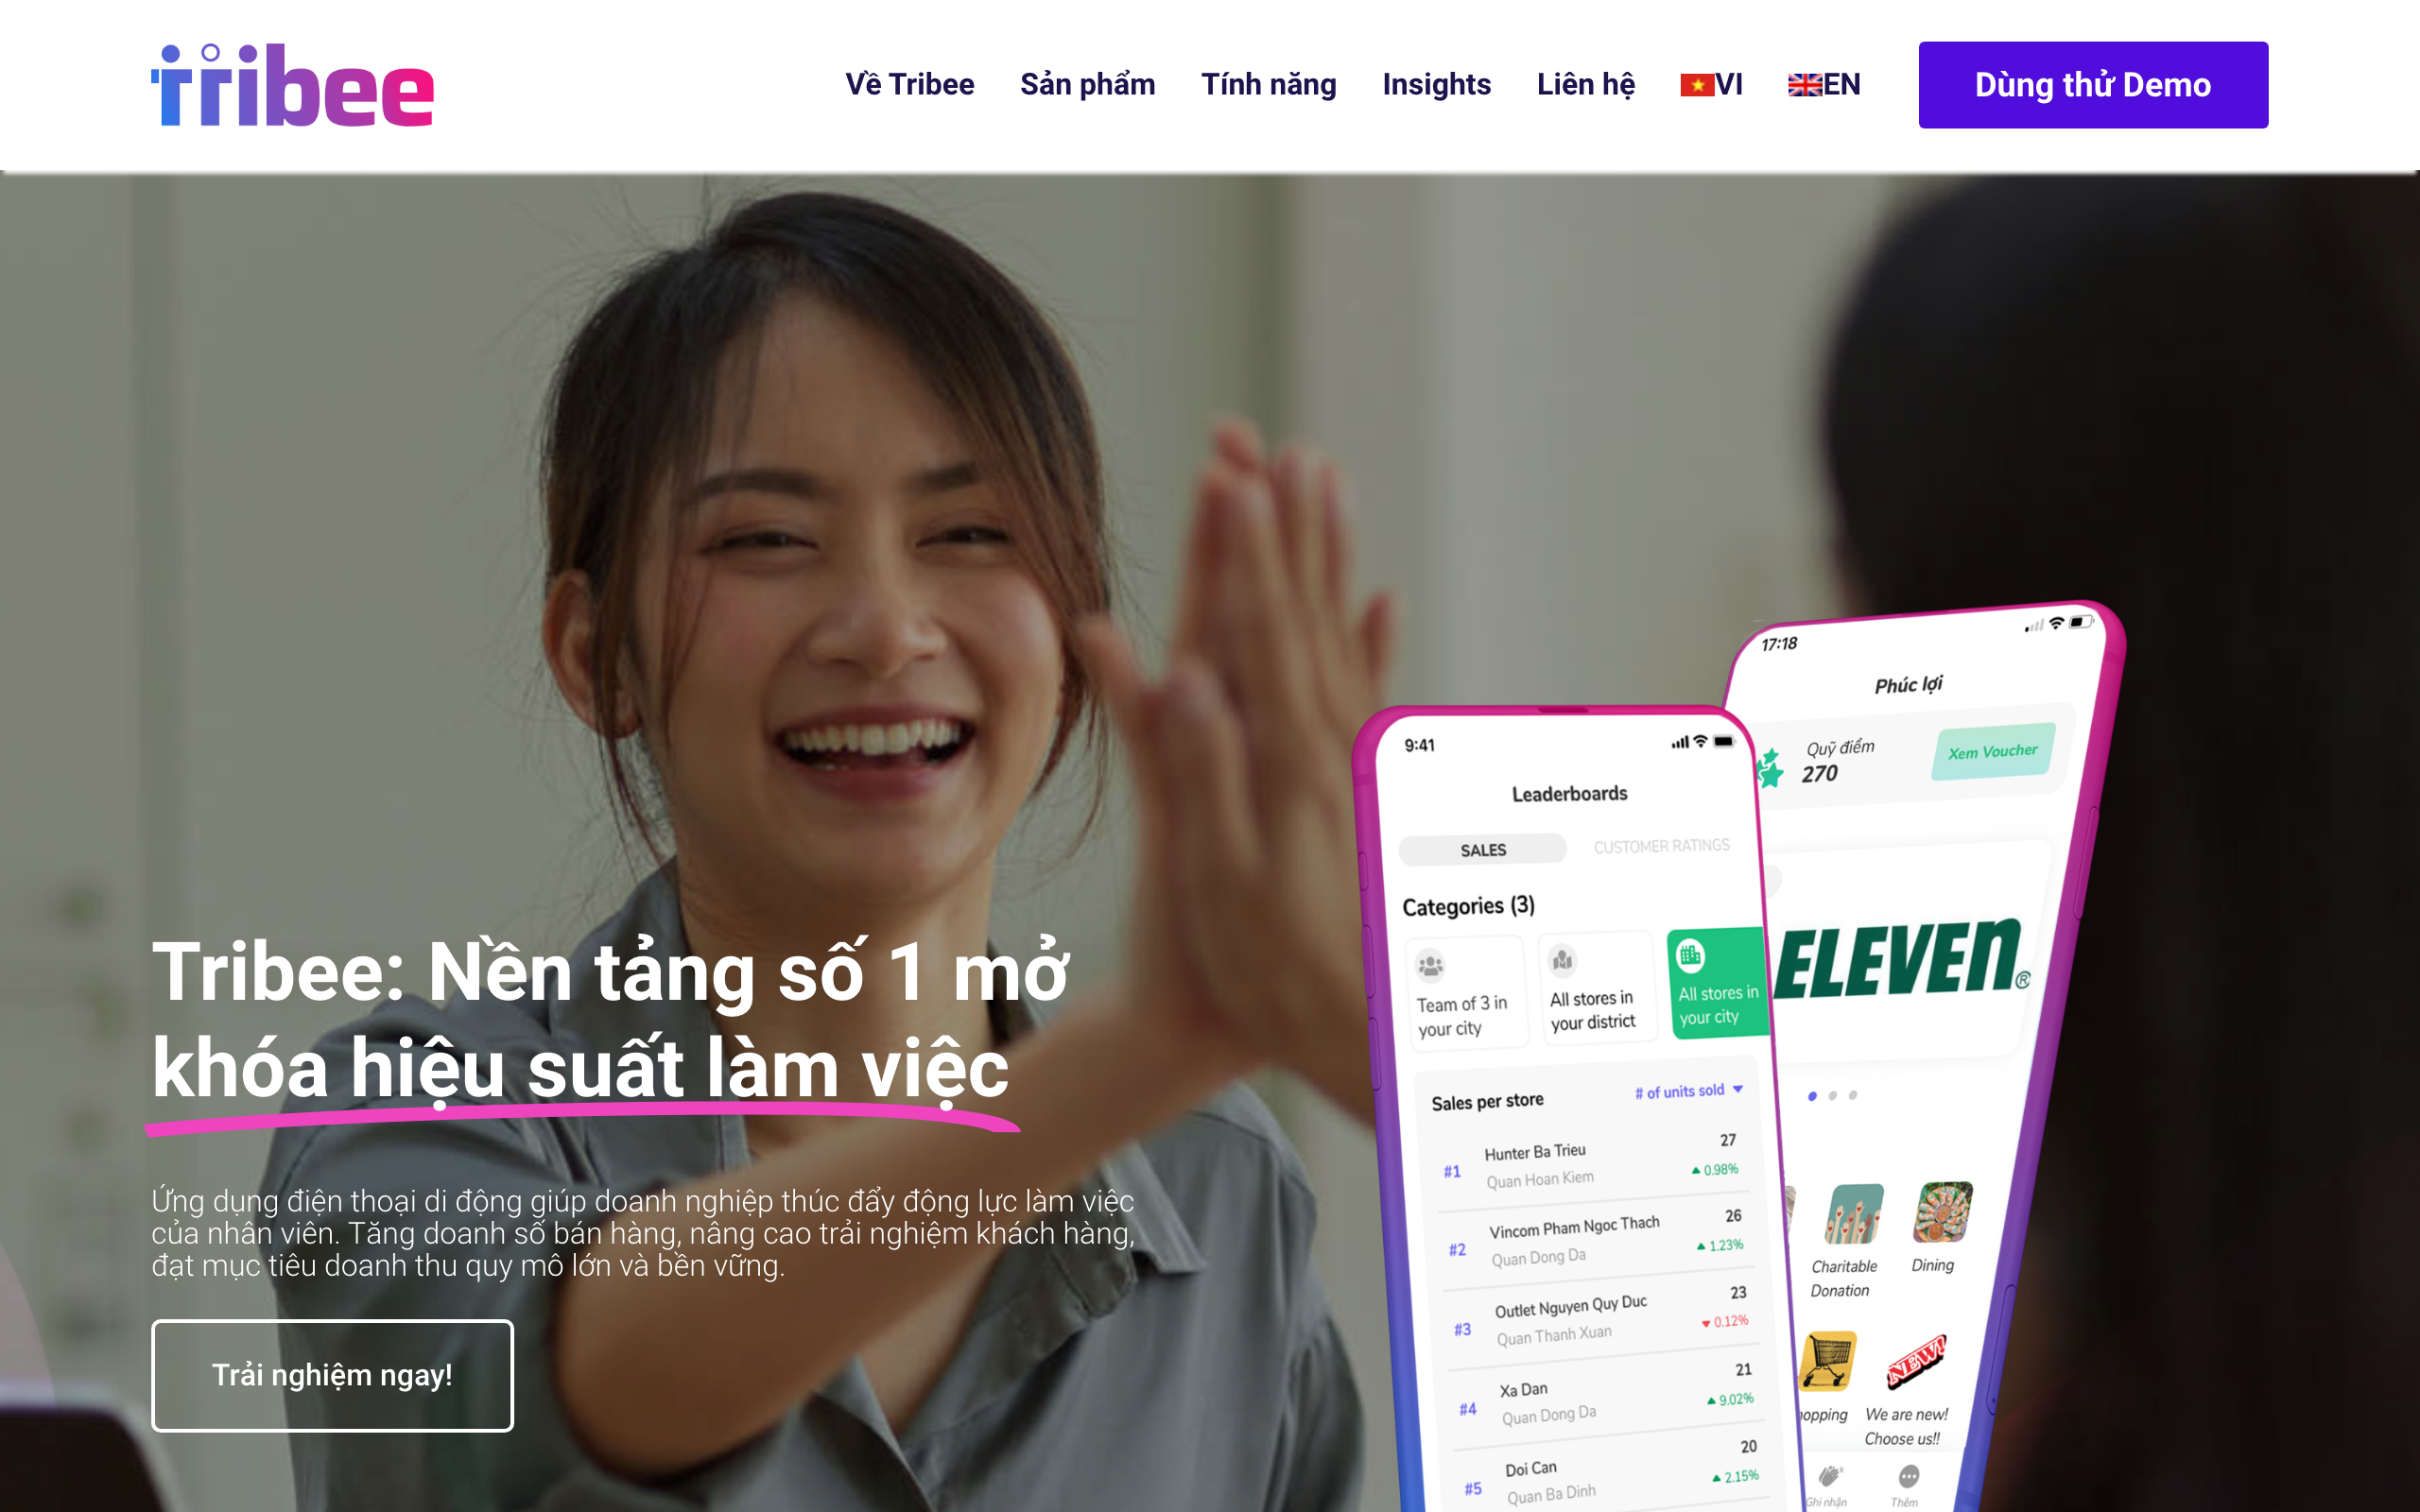 Tribee
Về Tribee
Sản phẩm
Tính năng
Insights
Liên hệ
VI
EN
Dùng thử Demo
Tribee: Nền tảng số 1 mở
khóa hiệu suất làm việc
Ứng dụng điện thoại di động giúp doanh nghiệp thúc đẩy động lực làm việc
của nhân viên. Tăng doanh số bán hàng, nâng cao trải nghiệm khách hàng,
đạt mục tiêu doanh thu quy mô lớn và bền vững.
Trải nghiệm ngay!
9:41
Leaderboards
SALES
CUSTOMER RATINGS
Categories (3)
Team of 3 in
your city
All stores in
your district
All stores in
your city
Sales per store
# of units sold
#1
Hunter Ba Trieu
Quan Hoan Kiem
27
0.98%
#2
Vincom Pham Ngoc Thach
Quan Dong Da
26
1.23%
#3
Outlet Nguyen Quy Duc
Quan Thanh Xuan
23
0.12%
#4
Xa Dan
Quan Dong Da
21
9.02%
#5
Doi Can
Quan Ba Dinh
20
2.15%
17:18
Phúc lợi
Quỹ điểm
270
Xem Voucher
ELEVEn®
Charitable
Donation
Dining
NEW!
opping
We are new!
Choose us!!
Ghi nhận
Thêm